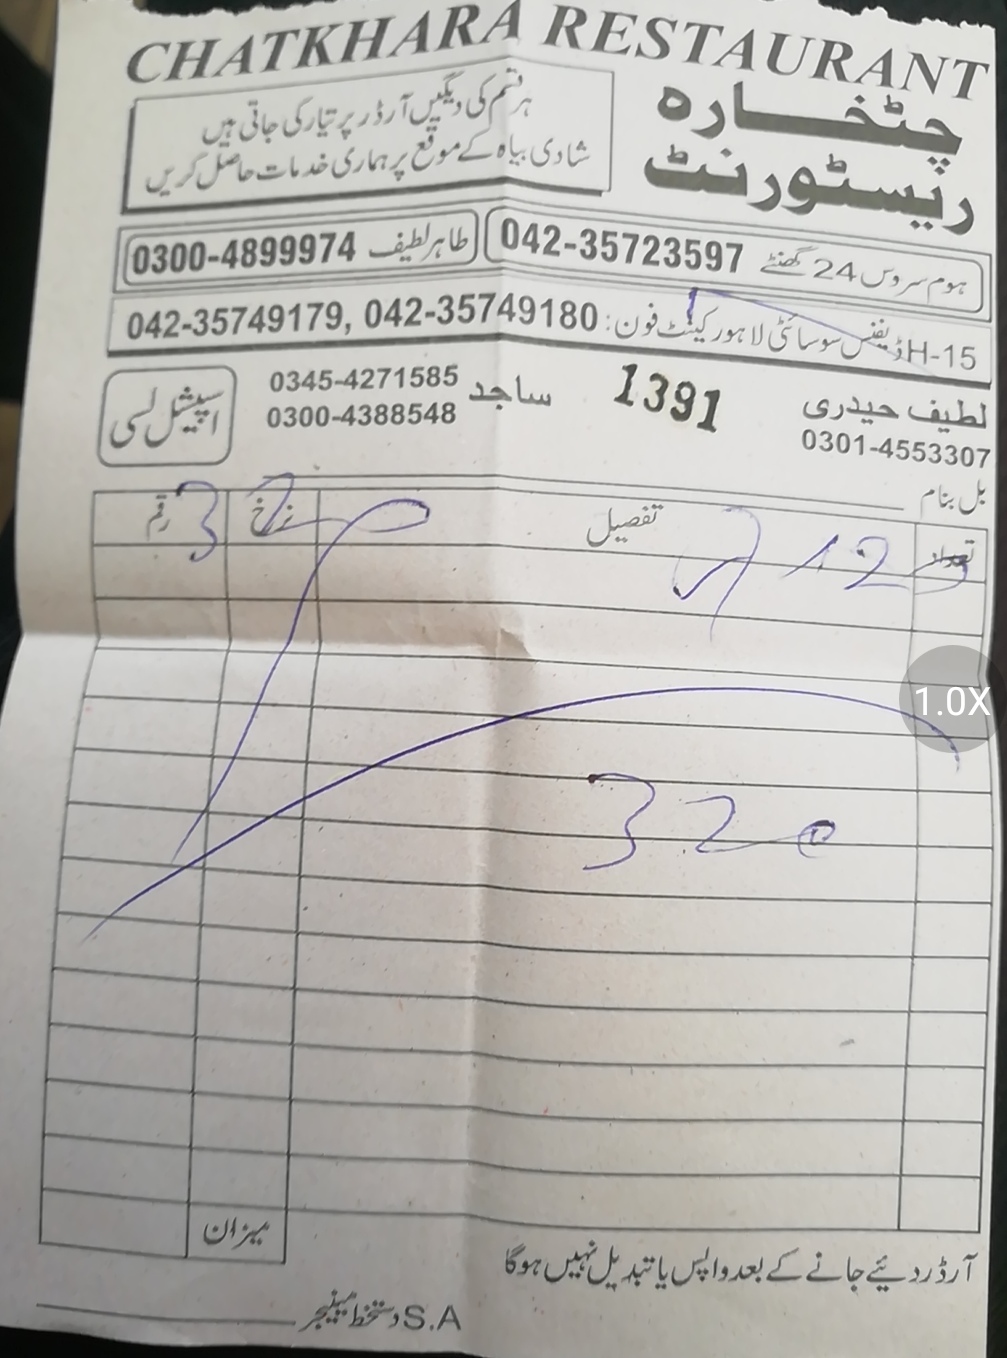 CHATKHARA RESTAURANT
چٹخارہ
ریسٹورنٹ
ہر قسم کی دیگیں آرڈر پر تیار کی جاتی ہیں
شادی بیاہ کے موقع پر ہماری خدمات حاصل کریں
ہوم سروس 24 گھنٹے 042-35723597
طاہر لطیف 0300-4899974
15-H ڈیفنس سوسائٹی لاہور کینٹ فون: 042-35749179, 042-35749180
لطیف حیدری
0301-4553307
1391
ساجد 0345-4271585
0300-4388548
اسپیشل لسی
بل بنام
تعداد تفصیل نرخ رقم
320
320
میزان
آرڈر دیئے جانے کے بعد واپس یا تبدیل نہیں ہوگا
S.A دستخط مینیجر
1.0X